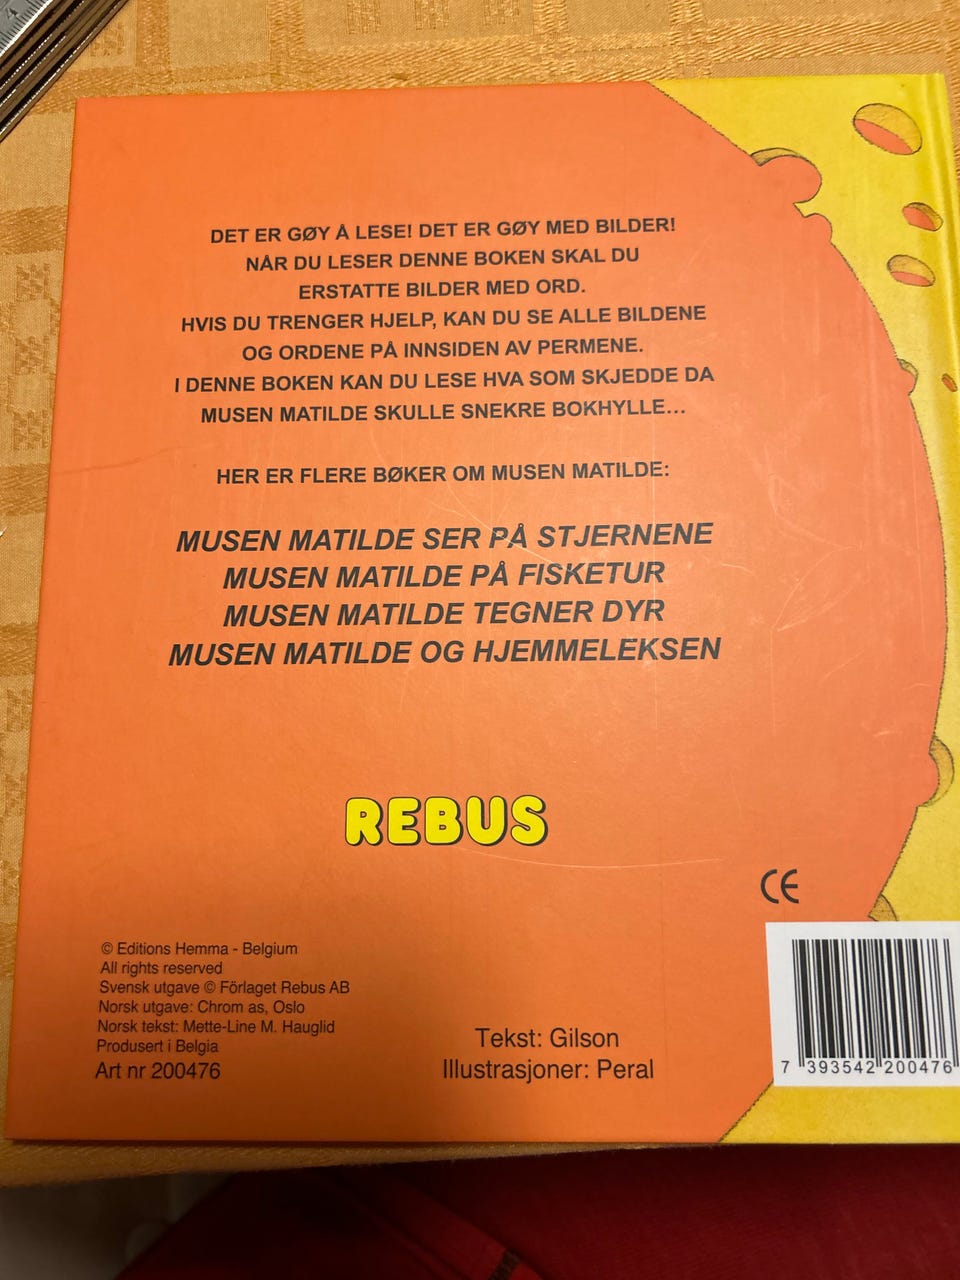 DET ER GØY Å LESE! DET ER GØY MED BILDER!
NÅR DU LESER DENNE BOKEN SKAL DU
ERSTATTE BILDER MED ORD.
HVIS DU TRENGER HJELP, KAN DU SE ALLE BILDENE
OG ORDENE PÅ INNSIDEN AV PERMENE.
I DENNE BOKEN KAN DU LESE HVA SOM SKJEDDE DA
MUSEN MATILDE SKULLE SNEKRE BOKHYLLE...
HER ER FLERE BØKER OM MUSEN MATILDE:
MUSEN MATILDE SER PÅ STJERNENE
MUSEN MATILDE PÅ FISKETUR
MUSEN MATILDE TEGNER DYR
MUSEN MATILDE OG HJEMMELEKSEN
REBUS
CE
© Editions Hemma - Belgium
All rights reserved
Svensk utgave © Förlaget Rebus AB
Norsk utgave: Chrom as, Oslo
Norsk tekst: Mette-Line M. Hauglid
Produsert i Belgia
Art nr 200476
Tekst: Gilson
Illustrasjoner: Peral
7 393542 200476